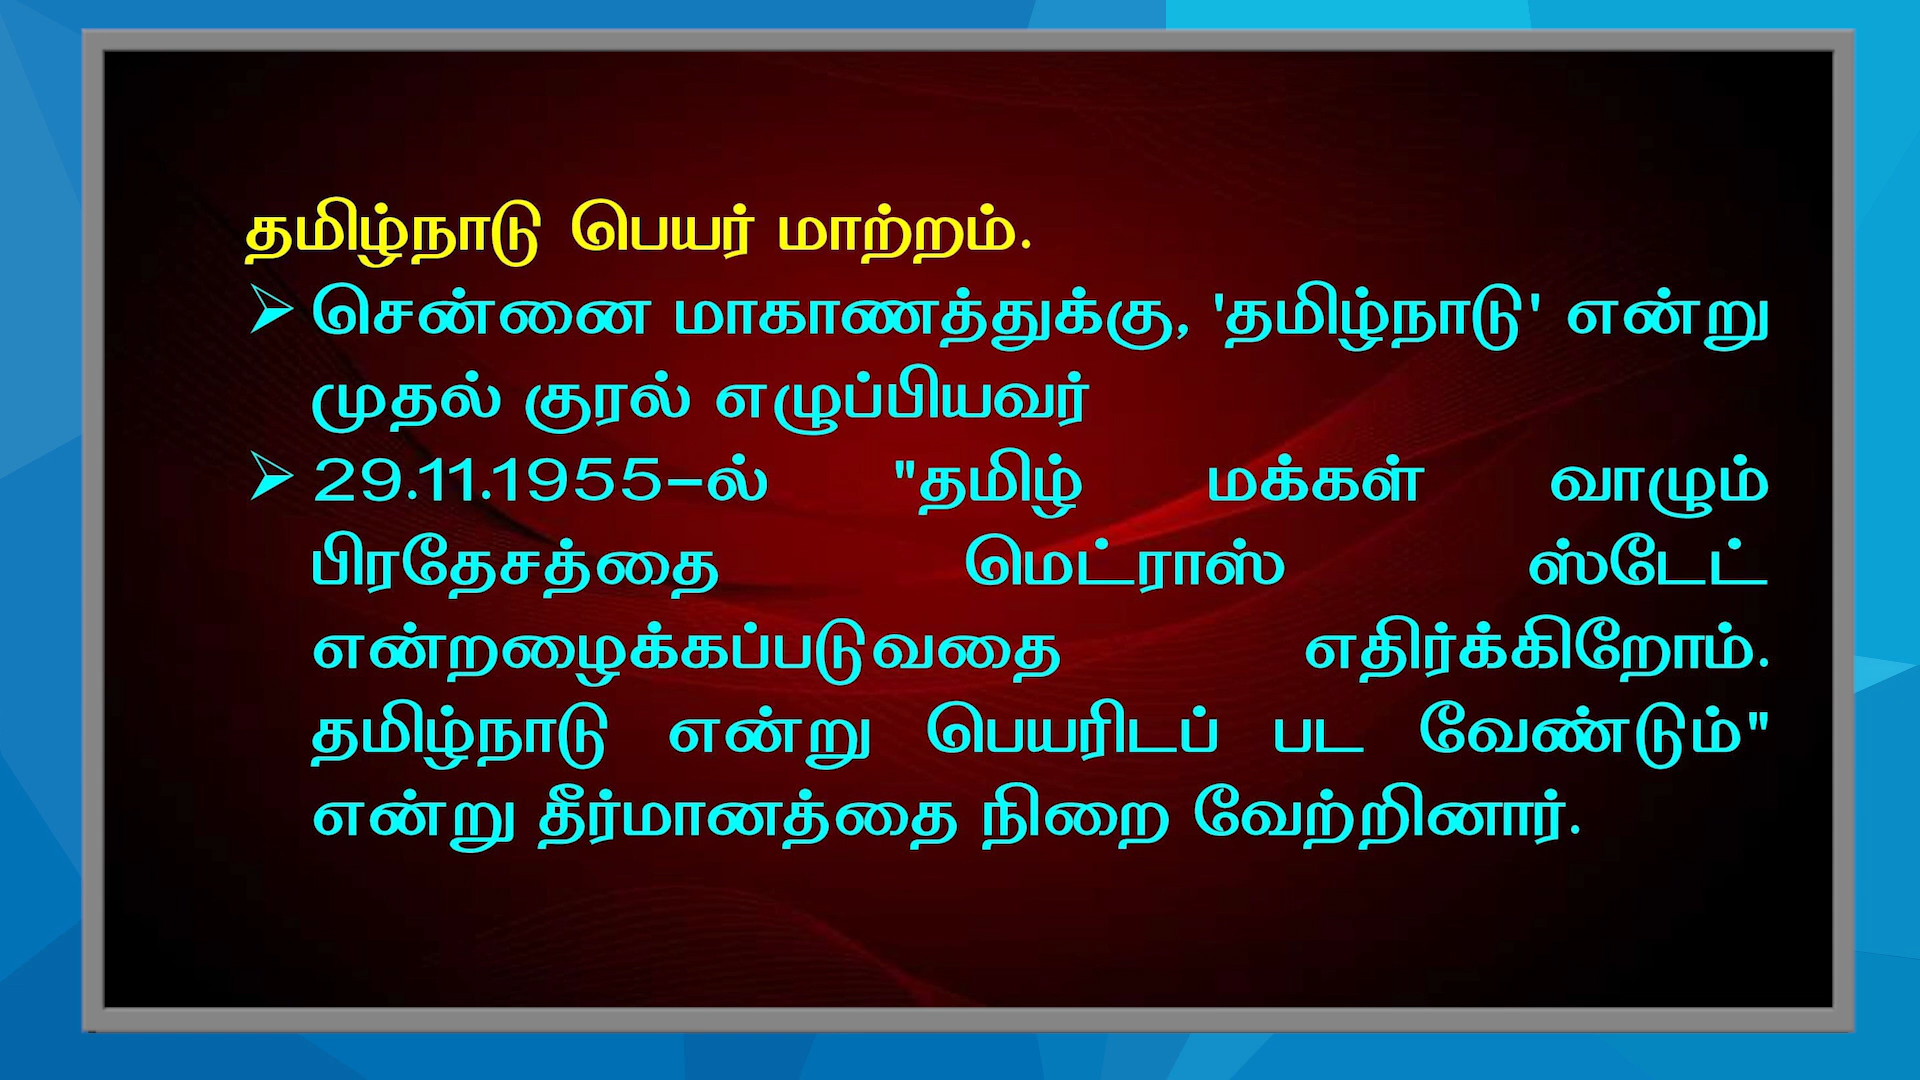 தமிழ்நாடு பெயர் மாற்றம்.
➢ சென்னை மாகாணத்துக்கு, 'தமிழ்நாடு' என்று
முதல் குரல் எழுப்பியவர்
➢ 29.11.1955-ல் "தமிழ் மக்கள் வாழும்
பிரதேசத்தை மெட்ராஸ் ஸ்டேட்
என்றழைக்கப்படுவதை எதிர்க்கிறோம்.
தமிழ்நாடு என்று பெயரிடப் பட வேண்டும்"
என்று தீர்மானத்தை நிறை வேற்றினார்.